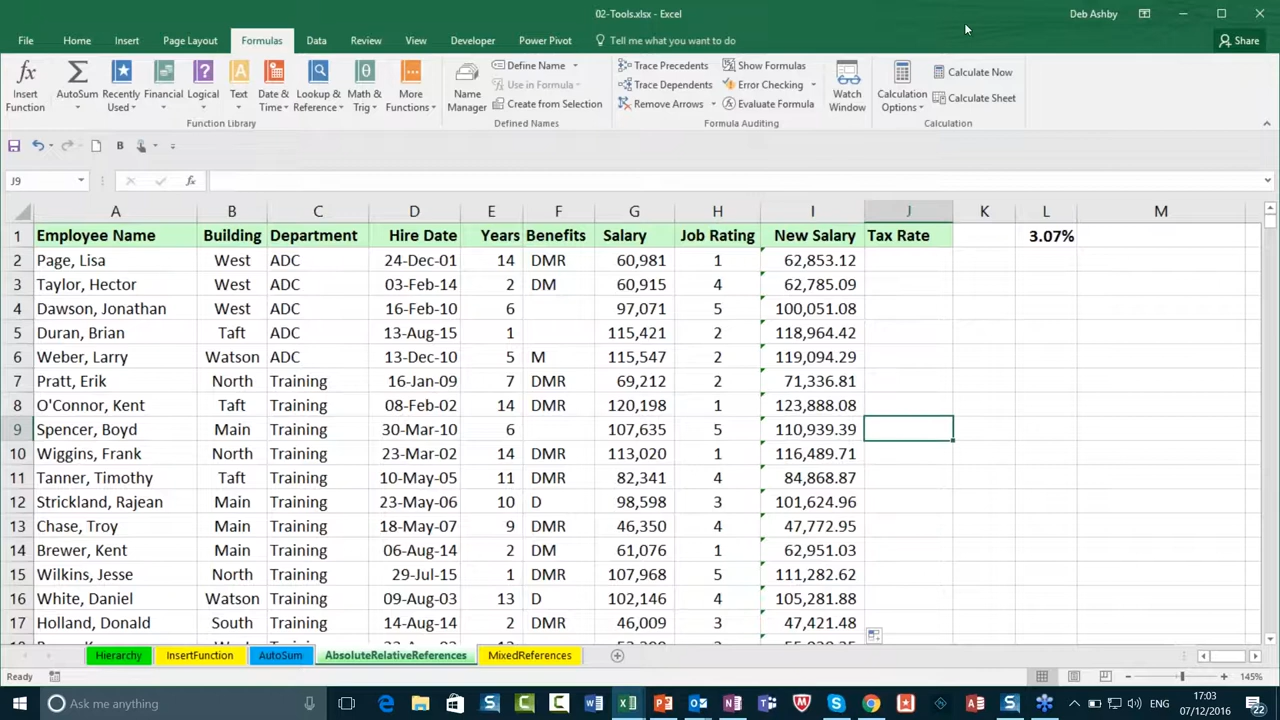 02-Tools.xlsx - Excel
Deb Ashby
File Home Insert Page Layout Formulas Data Review View Developer Power Pivot Tell me what you want to do Share
Insert Function
AutoSum
Recently Used
Financial
Logical
Text
Date & Time
Lookup & Reference
Math & Trig
More Functions
Function Library
Name Manager
Define Name
Use in Formula
Create from Selection
Defined Names
Trace Precedents
Trace Dependents
Remove Arrows
Show Formulas
Error Checking
Evaluate Formula
Formula Auditing
Watch Window
Calculation Options
Calculate Now
Calculate Sheet
Calculation
B
J9 fx
A B C D E F G H I J K L M
1 Employee Name Building Department Hire Date Years Benefits Salary Job Rating New Salary Tax Rate 3.07%
2 Page, Lisa West ADC 24-Dec-01 14 DMR 60,981 1 62,853.12
3 Taylor, Hector West ADC 03-Feb-14 2 DM 60,915 4 62,785.09
4 Dawson, Jonathan West ADC 16-Feb-10 6 97,071 5 100,051.08
5 Duran, Brian Taft ADC 13-Aug-15 1 115,421 2 118,964.42
6 Weber, Larry Watson ADC 13-Dec-10 5 M 115,547 2 119,094.29
7 Pratt, Erik North Training 16-Jan-09 7 DMR 69,212 2 71,336.81
8 O'Connor, Kent Taft Training 08-Feb-02 14 DMR 120,198 1 123,888.08
9 Spencer, Boyd Main Training 30-Mar-10 6 107,635 5 110,939.39
10 Wiggins, Frank North Training 23-Mar-02 14 DMR 113,020 1 116,489.71
11 Tanner, Timothy Taft Training 10-May-05 11 DMR 82,341 4 84,868.87
12 Strickland, Rajean Main Training 23-May-06 10 D 98,598 3 101,624.96
13 Chase, Troy Main Training 18-May-07 9 DMR 46,350 4 47,772.95
14 Brewer, Kent Main Training 06-Aug-14 2 DM 61,076 1 62,951.03
15 Wilkins, Jesse North Training 29-Jul-15 1 DMR 107,968 5 111,282.62
16 White, Daniel Watson Training 09-Aug-03 13 D 102,146 4 105,281.88
17 Holland, Donald South Training 14-Aug-14 2 DMR 46,009 3 47,421.48
Hierarchy InsertFunction AutoSum AbsoluteRelativeReferences MixedReferences
Ready 145%
Ask me anything
ENG
17:03
07/12/2016
22